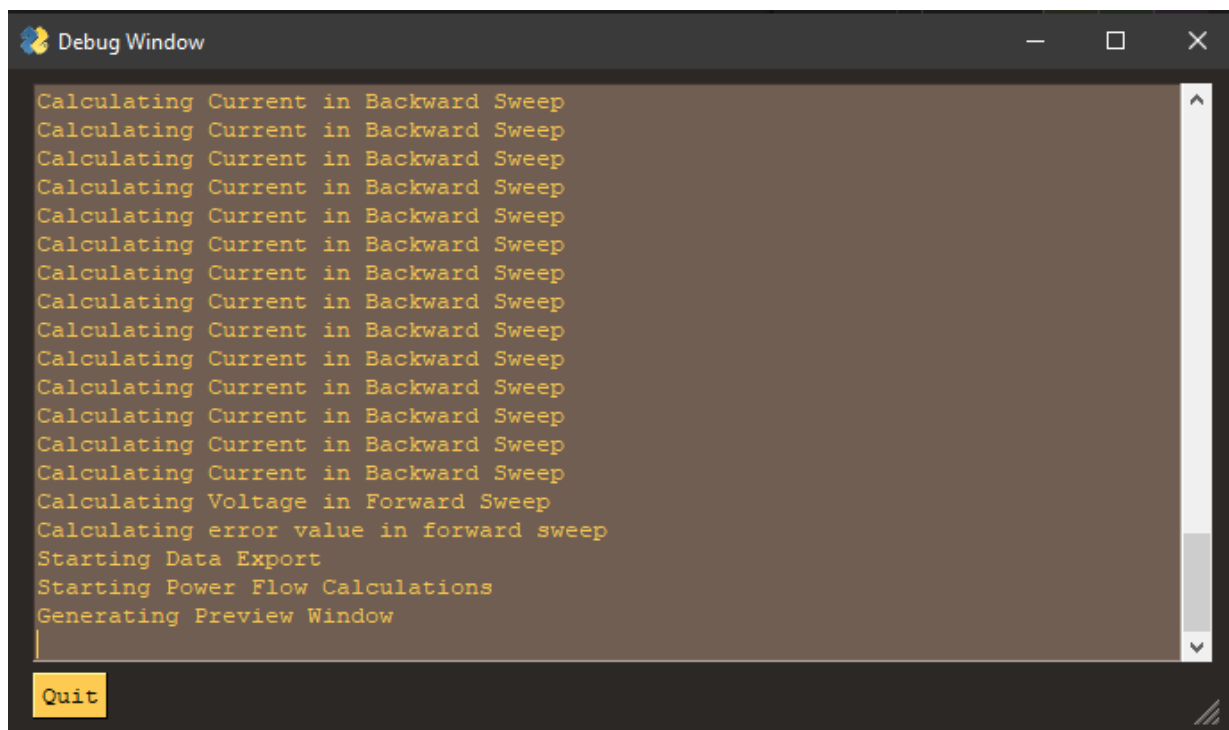 Debug Window
Calculating Current in Backward Sweep
Calculating Current in Backward Sweep
Calculating Current in Backward Sweep
Calculating Current in Backward Sweep
Calculating Current in Backward Sweep
Calculating Current in Backward Sweep
Calculating Current in Backward Sweep
Calculating Current in Backward Sweep
Calculating Current in Backward Sweep
Calculating Current in Backward Sweep
Calculating Current in Backward Sweep
Calculating Current in Backward Sweep
Calculating Current in Backward Sweep
Calculating Current in Backward Sweep
Calculating Voltage in Forward Sweep
Calculating error value in forward sweep
Starting Data Export
Starting Power Flow Calculations
Generating Preview Window
Quit